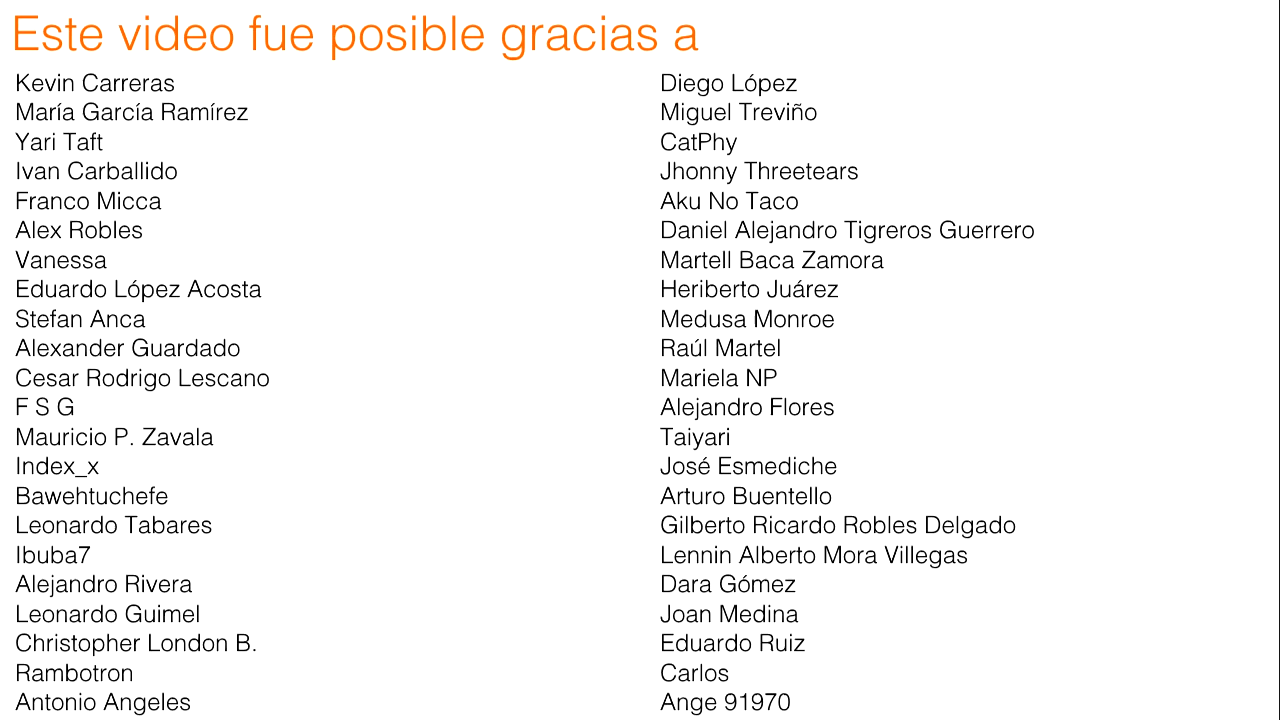 Este video fue posible gracias a
Kevin Carreras
María García Ramírez
Yari Taft
Ivan Carballido
Franco Micca
Alex Robles
Vanessa
Eduardo López Acosta
Stefan Anca
Alexander Guardado
Cesar Rodrigo Lescano
F S G
Mauricio P. Zavala
Index_x
Bawehtuchefe
Leonardo Tabares
Ibuba7
Alejandro Rivera
Leonardo Guimel
Christopher London B.
Rambotron
Antonio Angeles
Diego López
Miguel Treviño
CatPhy
Jhonny Threetears
Aku No Taco
Daniel Alejandro Tigreros Guerrero
Martell Baca Zamora
Heriberto Juárez
Medusa Monroe
Raúl Martel
Mariela NP
Alejandro Flores
Taiyari
José Esmediche
Arturo Buentello
Gilberto Ricardo Robles Delgado
Lennin Alberto Mora Villegas
Dara Gómez
Joan Medina
Eduardo Ruiz
Carlos
Ange 91970